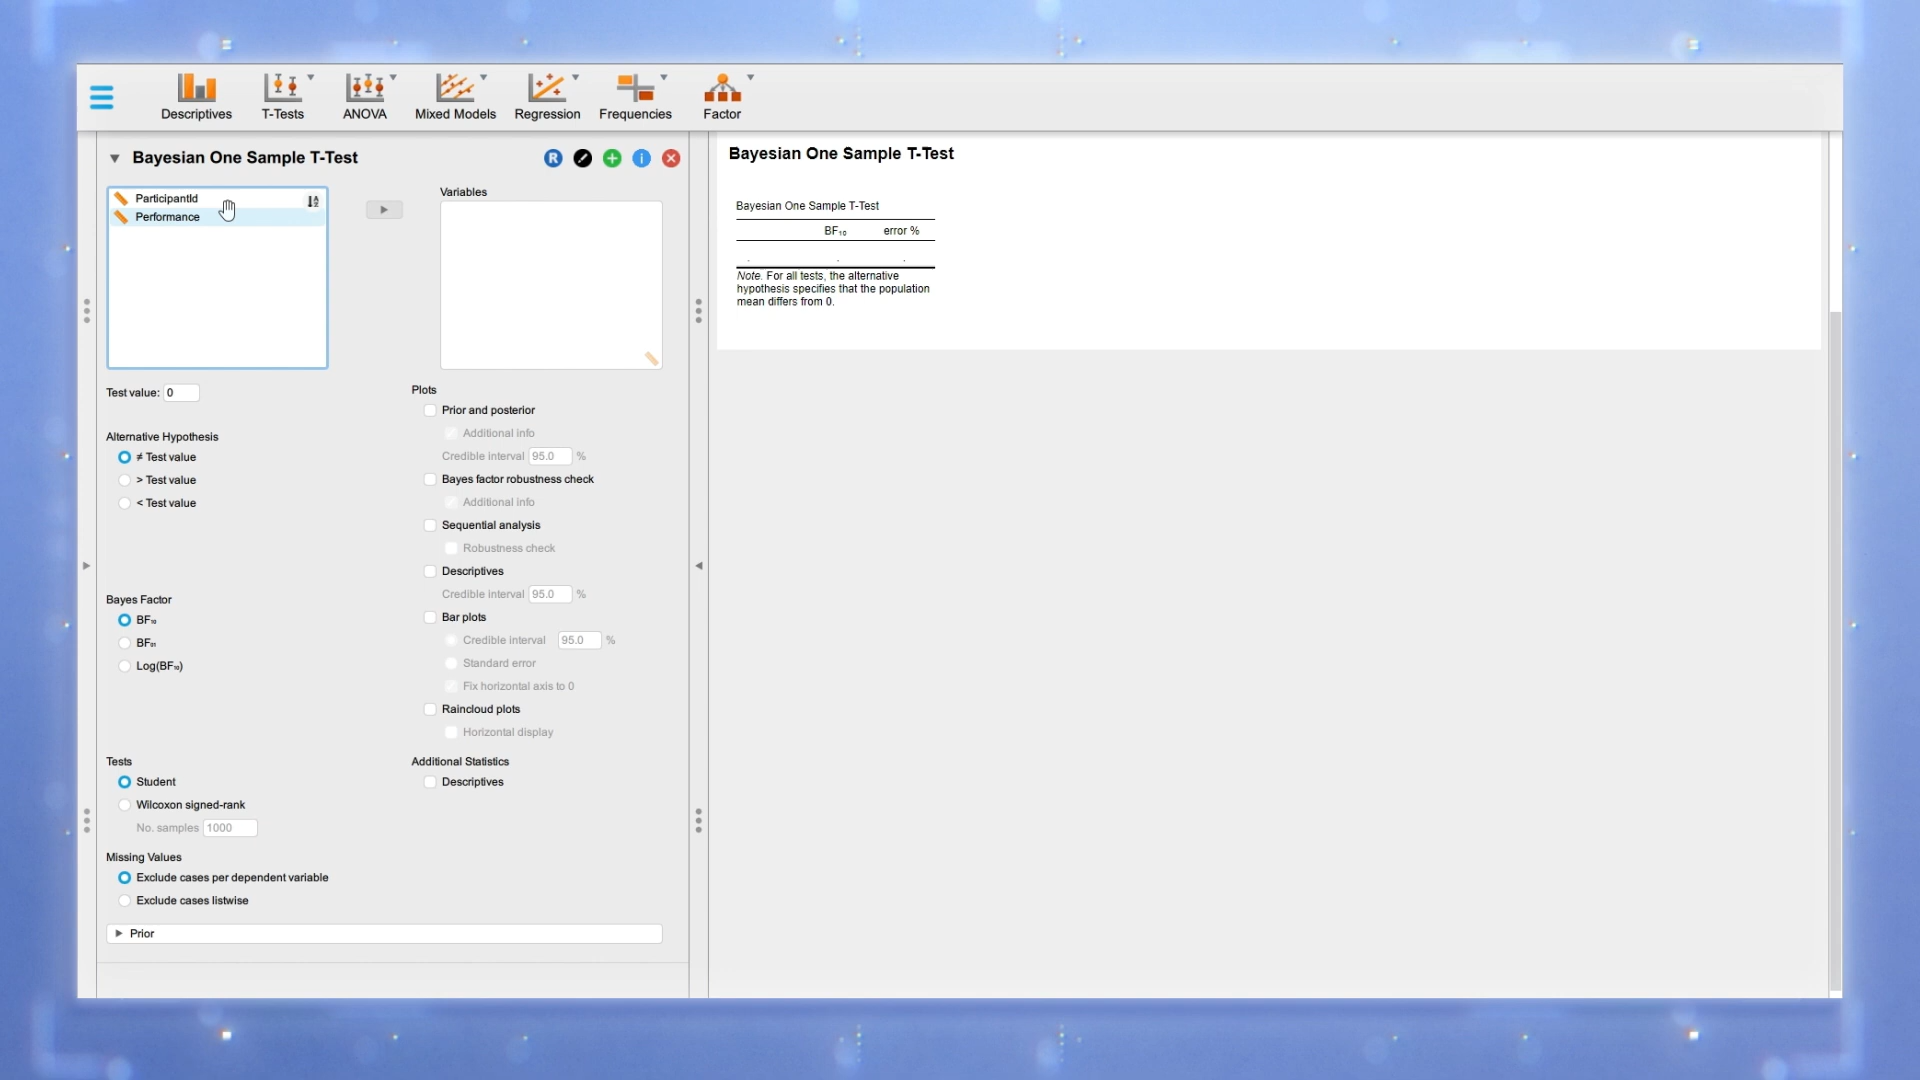 Descriptives
T-Tests
ANOVA
Mixed Models
Regression
Frequencies
Factor
Bayesian One Sample T-Test
R
i
ParticipantId
Performance
Variables
Test value: 0
Alternative Hypothesis
≠ Test value
> Test value
< Test value
Bayes Factor
BF₁₀
BF₀₁
Log(BF₁₀)
Tests
Student
Wilcoxon signed-rank
No. samples 1000
Missing Values
Exclude cases per dependent variable
Exclude cases listwise
Plots
Prior and posterior
Additional info
Credible interval 95.0 %
Bayes factor robustness check
Additional info
Sequential analysis
Robustness check
Descriptives
Credible interval 95.0 %
Bar plots
Credible interval 95.0 %
Standard error
Fix horizontal axis to 0
Raincloud plots
Horizontal display
Additional Statistics
Descriptives
Prior
Bayesian One Sample T-Test
Bayesian One Sample T-Test
BF₁₀ error %
. . .
Note. For all tests, the alternative
hypothesis specifies that the population
mean differs from 0.